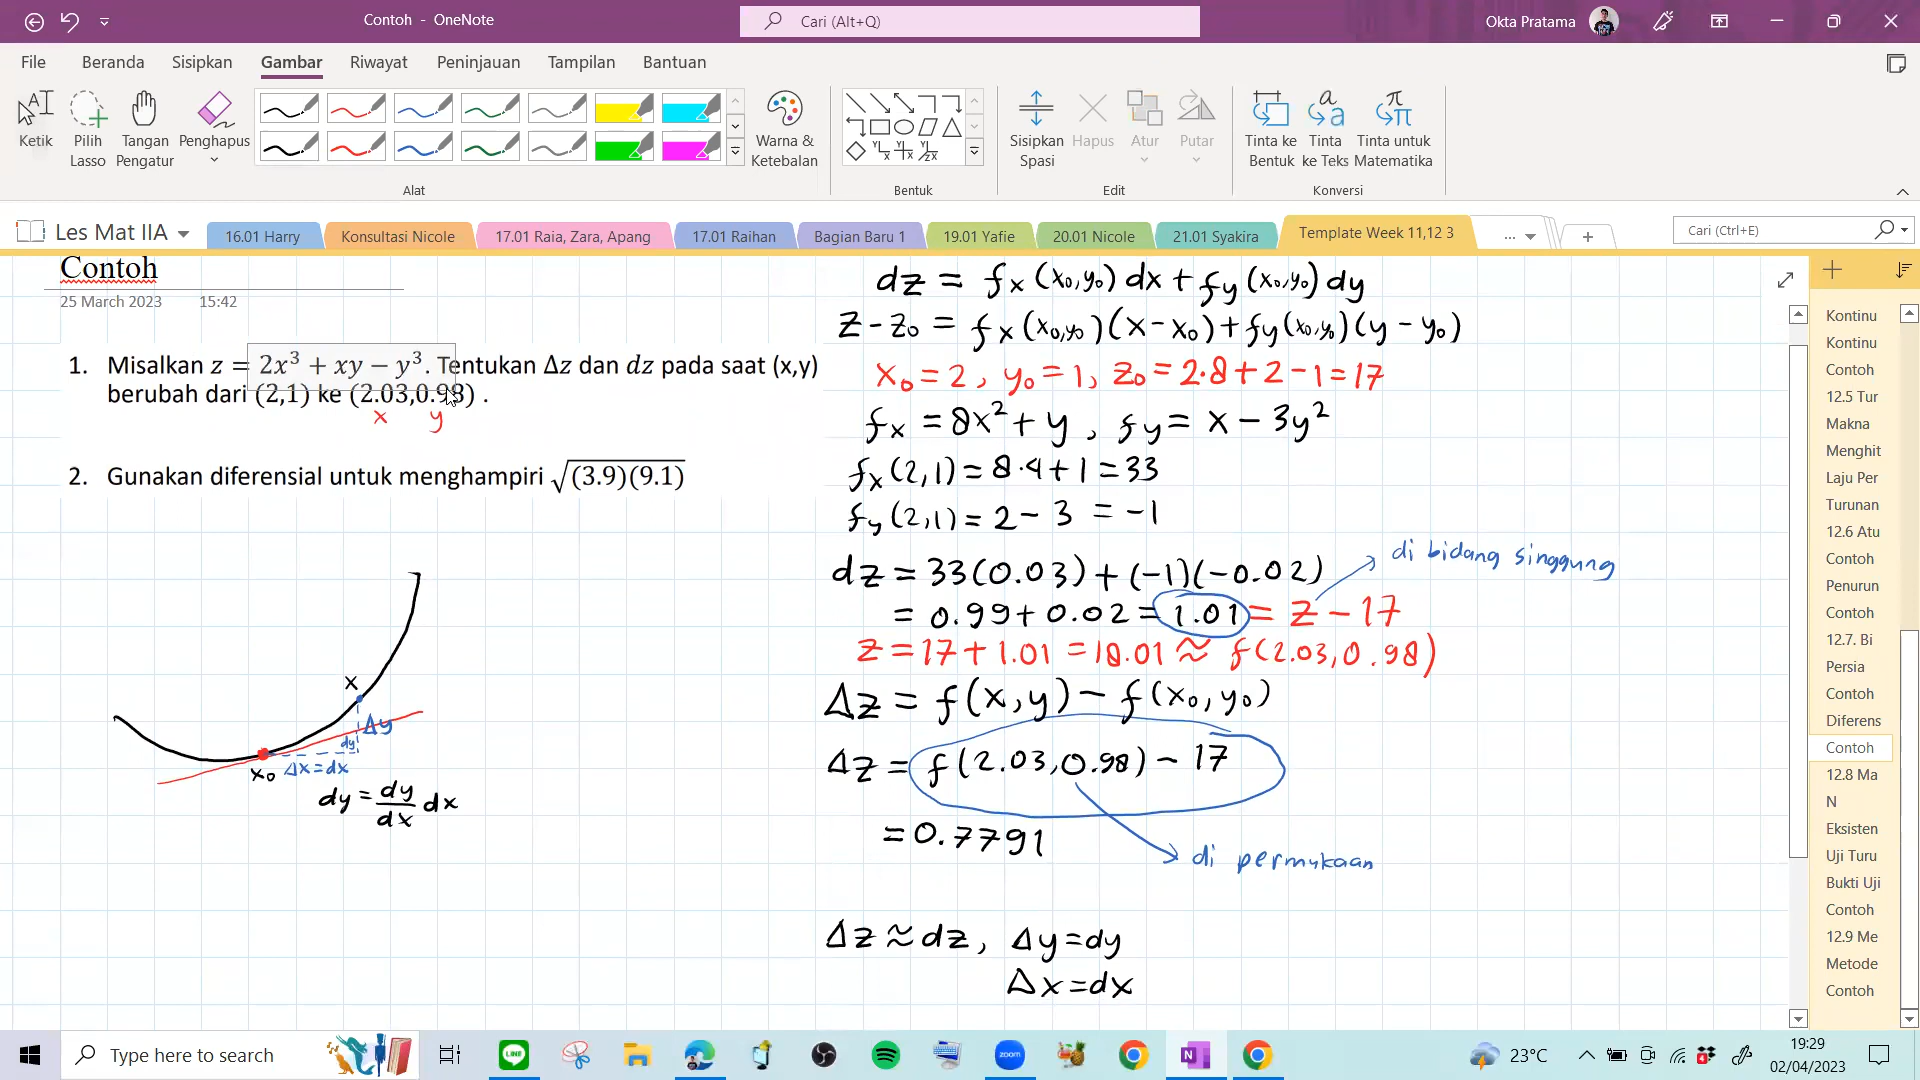 Contoh - OneNote
Cari (Alt+Q)
Okta Pratama
File Beranda Sisipkan Gambar Riwayat Peninjauan Tampilan Bantuan
Ketik
Pilih Lasso
Tangan Pengatur
Penghapus
Warna & Ketebalan
Sisipkan Spasi
Hapus
Atur
Putar
Tinta ke Bentuk
Tinta ke Teks
Tinta untuk Matematika
Alat
Bentuk
Edit
Konversi
Les Mat IIA
16.01 Harry
Konsultasi Nicole
17.01 Raia, Zara, Apang
17.01 Raihan
Bagian Baru 1
19.01 Yafie
20.01 Nicole
21.01 Syakira
Template Week 11,12 3
...
Cari (Ctrl+E)
Contoh
25 March 2023 15:42
1. Misalkan z = 2x³ + xy − y³. Tentukan Δz dan dz pada saat (x,y)
berubah dari (2,1) ke (2.03,0.98) .
x y
2. Gunakan diferensial untuk menghampiri √(3.9)(9.1)
x
Δy
dy
x₀ Δx=dx
dy = dy/dx dx
dz = fx (x₀,y₀) dx + fy (x₀,y₀) dy
z - z₀ = fx (x₀,y₀)(x-x₀) + fy (x₀,y₀)(y-y₀)
x₀ = 2, y₀ = 1, z₀ = 2·8+2-1=17
fx = 8x²+y, fy = x - 3y²
fx (2,1) = 8·4+1 = 33
fy (2,1) = 2 - 3 = -1
di bidang singgung
dz = 33(0.03) + (-1)(-0.02)
= 0.99 + 0.02 = 1.01 = z - 17
z = 17 + 1.01 = 18.01 ≈ f(2.03,0.98)
Δz = f(x,y) - f(x₀,y₀)
Δz = f(2.03,0.98) - 17
= 0.7791
di permukaan
Δz ≈ dz, Δy=dy
Δx=dx
Kontinu
Kontinu
Contoh
12.5 Tur
Makna
Menghit
Laju Per
Turunan
12.6 Atu
Contoh
Penurun
Contoh
12.7. Bi
Persia
Contoh
Diferens
Contoh
12.8 Ma
N
Eksisten
Uji Turu
Bukti Uji
Contoh
12.9 Me
Metode
Contoh
Type here to search
LINE
zoom
N
23°C
4
19:29
02/04/2023